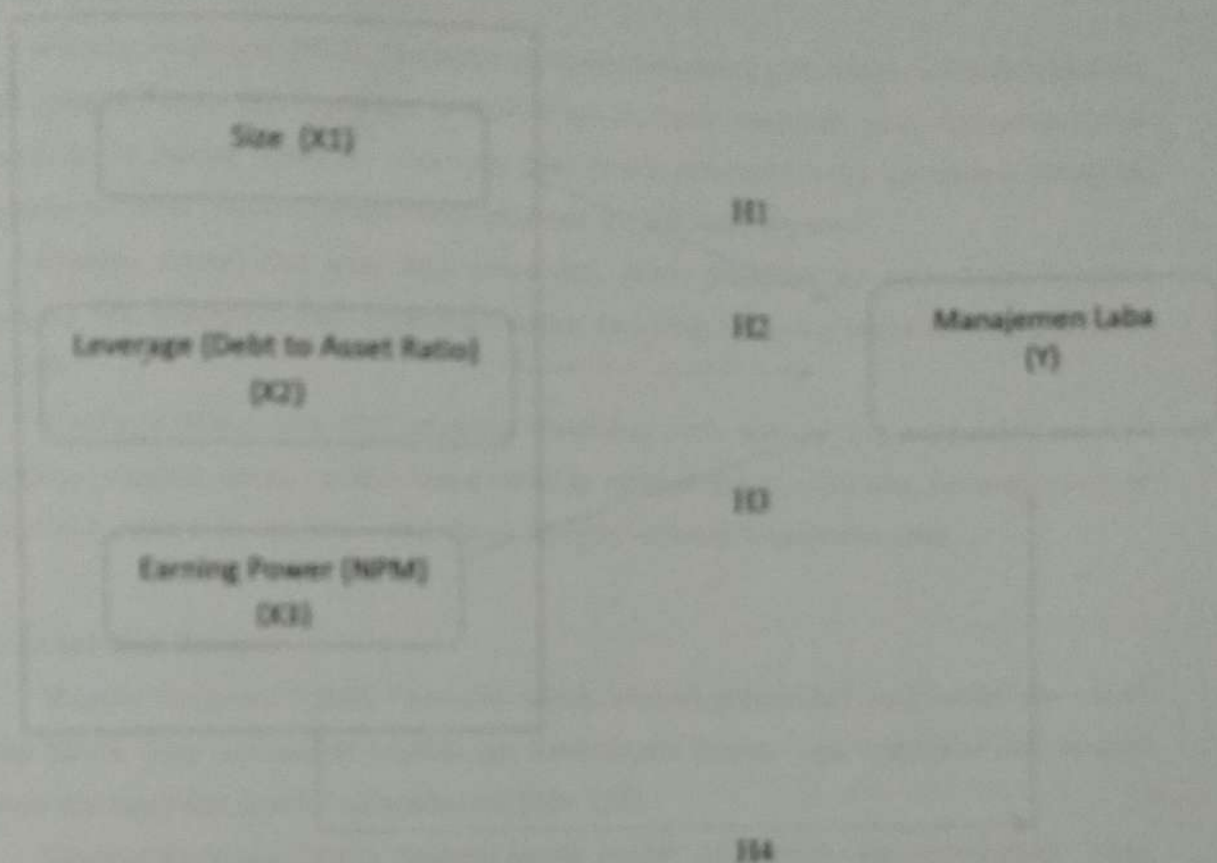 Size (X1)
H1
Leverage (Debt to Asset Ratio)
(X2)
H2
Manajemen Laba
(Y)
H3
Earning Power (NPM)
(X3)
H4